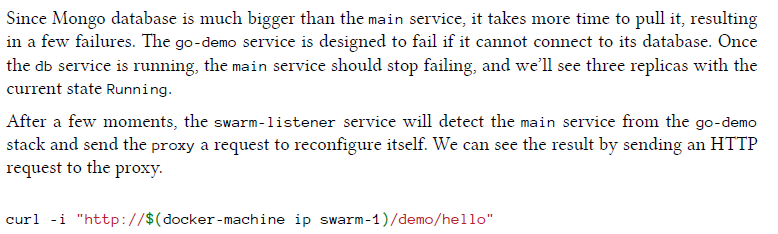 Since Mongo database is much bigger than the main service, it takes more time to pull it, resulting
in a few failures. The go-demo service is designed to fail if it cannot connect to its database. Once
the db service is running, the main service should stop failing, and we’ll see three replicas with the
current state Running.
After a few moments, the swarm-listener service will detect the main service from the go-demo
stack and send the proxy a request to reconfigure itself. We can see the result by sending an HTTP
request to the proxy.
curl -i "http://$(docker-machine ip swarm-1)/demo/hello"